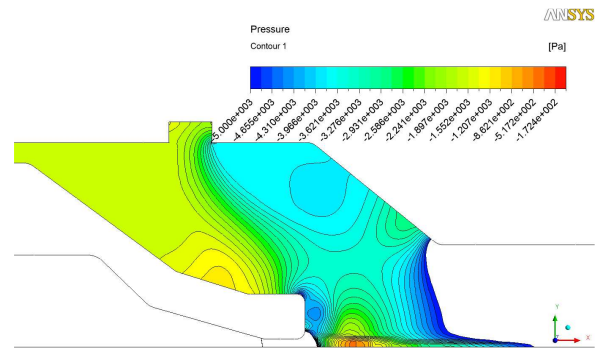 ANSYS
Pressure
Contour 1
[Pa]
-5.000e+003
-4.655e+003
-4.310e+003
-3.966e+003
-3.621e+003
-3.276e+003
-2.931e+003
-2.586e+003
-2.241e+003
-1.897e+003
-1.552e+003
-1.207e+003
-8.621e+002
-5.172e+002
-1.724e+002
Y
X